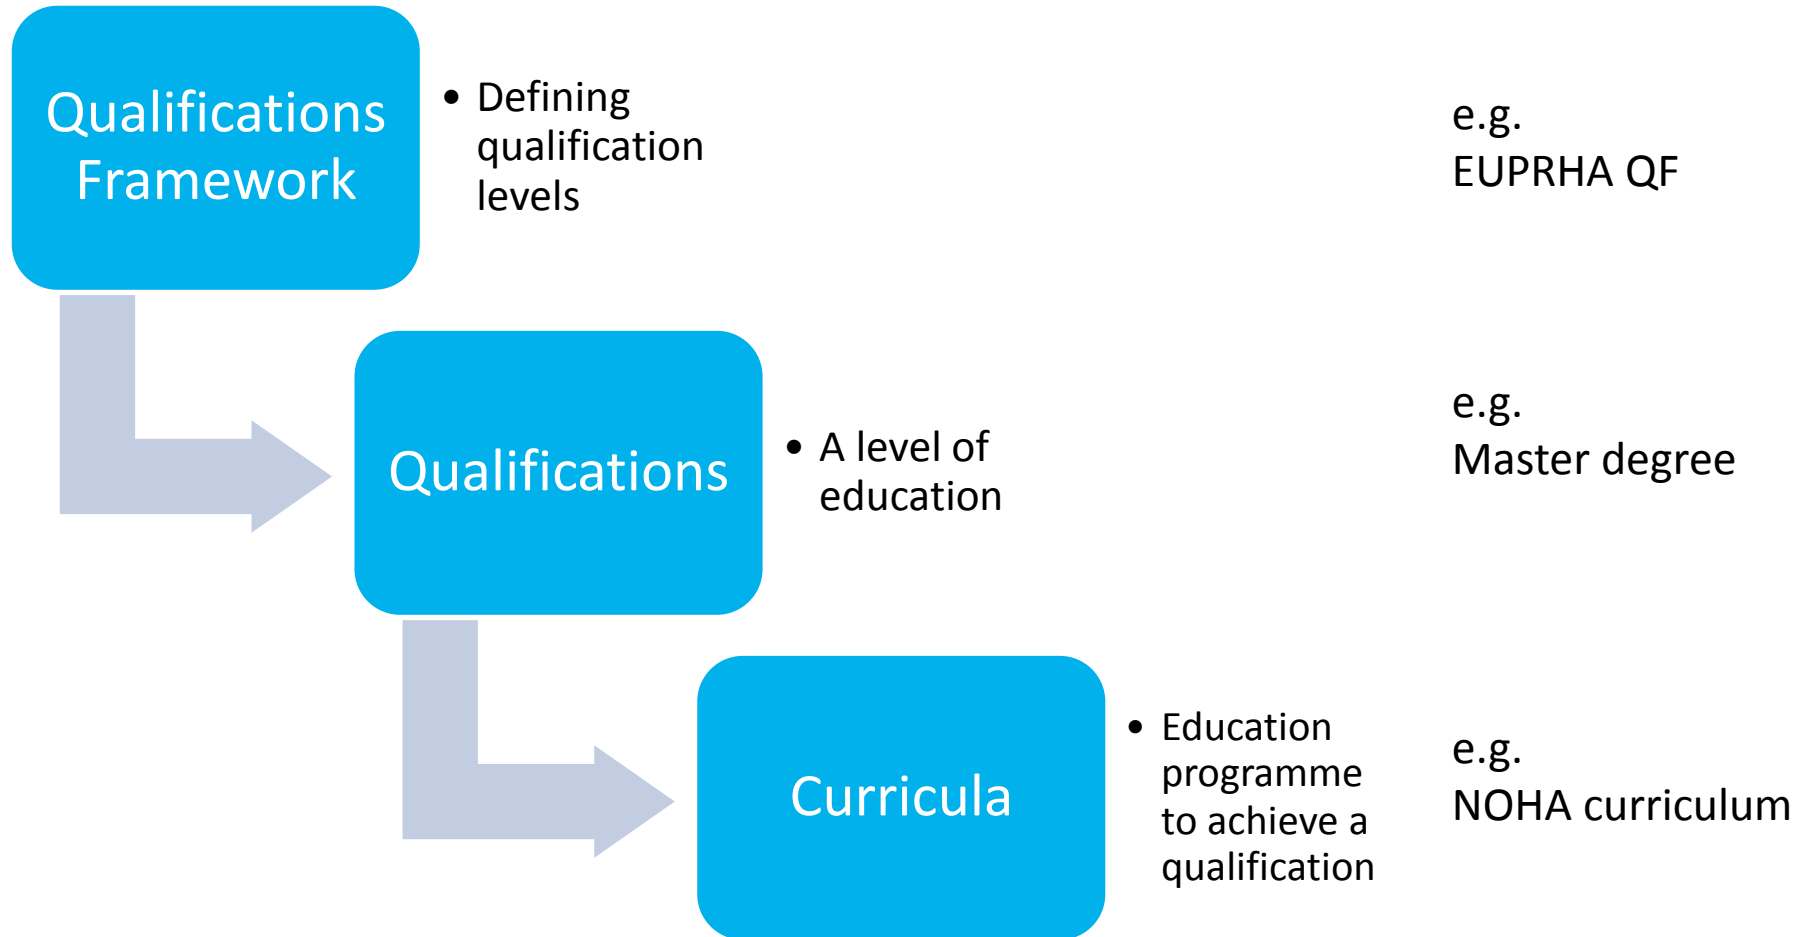 Qualifications
Framework
• Defining
qualification
levels
e.g.
EUPRHA QF
Qualifications
• A level of
education
e.g.
Master degree
Curricula
• Education
programme
to achieve a
qualification
e.g.
NOHA curriculum